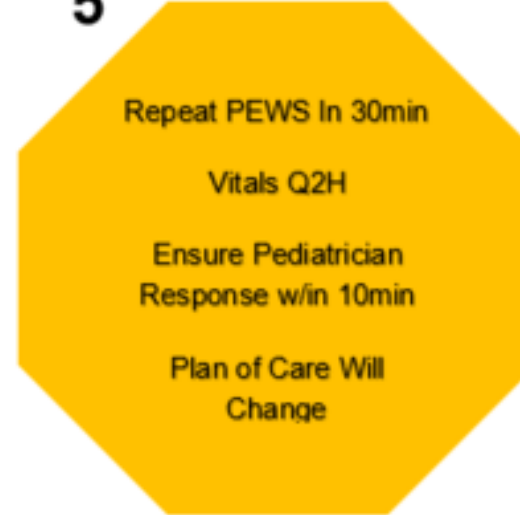 5
Repeat PEWS In 30min
Vitals Q2H
Ensure Pediatrician
Response w/in 10min
Plan of Care Will
Change